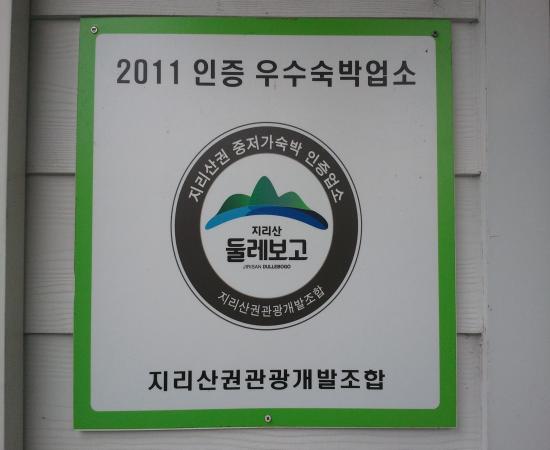 2011 인증 우수숙박업소
지리산권 중저가숙박 인증업소
지리산
둘레보고
JIRISAN DULLEBOGO
지리산권관광개발조합
지리산권관광개발조합